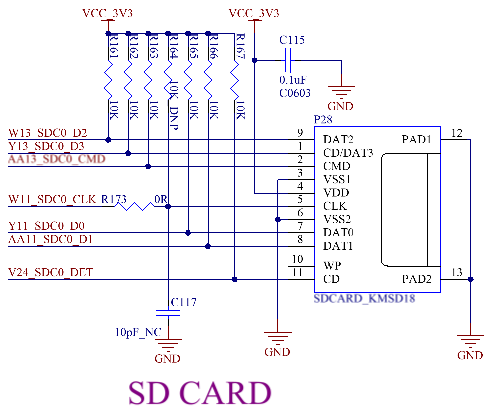 VCC_3V3 VCC_3V3
R161 R162 R163 R164 R165 R166 R167
10K 10K 10K 10K_DNP 10K 10K 10K
C115
0.1uF
C0603
GND
P28
W13_SDC0_D2 9 DAT2 PAD1 12
Y13_SDC0_D3 1 CD/DAT3
AA13_SDC0_CMD 2 CMD
3 VSS1
4 VDD
W11_SDC0_CLK R173 0R 5 CLK
6 VSS2
Y11_SDC0_D0 7 DAT0
AA11_SDC0_D1 8 DAT1
10 WP
V24_SDC0_DET 11 CD PAD2 13
SDCARD_KMSD18
C117
10pF_NC
GND GND GND
SD CARD